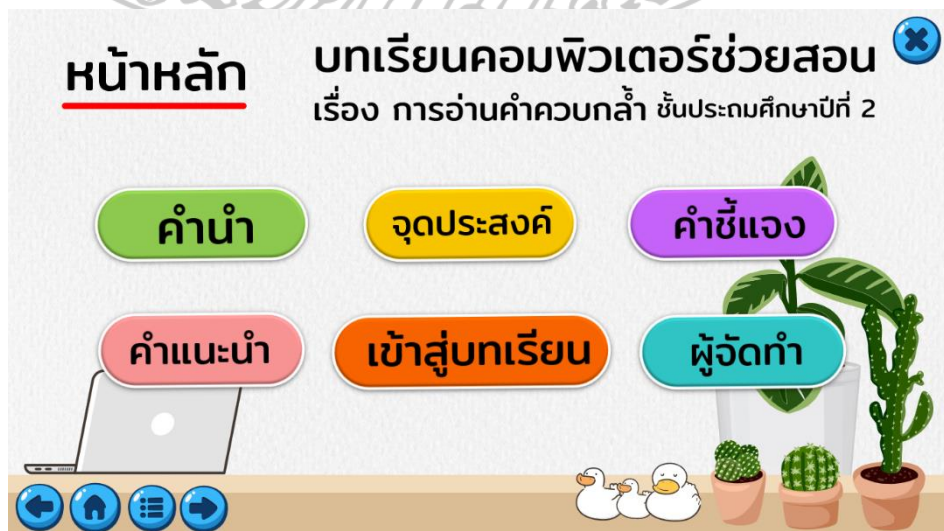 หน้าหลัก
บทเรียนคอมพิวเตอร์ช่วยสอน
เรื่อง การอ่านคำควบกล้ำ ชั้นประถมศึกษาปีที่ 2
คำนำ
จุดประสงค์
คำชี้แจง
คำแนะนำ
เข้าสู่บทเรียน
ผู้จัดทำ